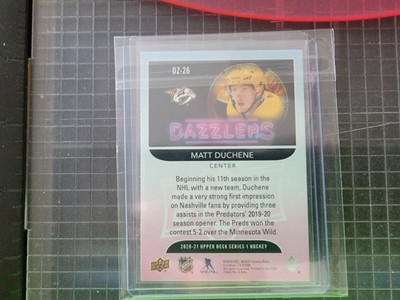 DZ-26
DAZZLERS
MATT DUCHENE
CENTER
Beginning his 11th season in the
NHL with a new team, Duchene
made a very strong first impression
on Nashville fans by providing three
assists in the Predators' 2019-20
season opener. The Preds won the
contest 5-2 over the Minnesota Wild.
2020-21 UPPER DECK SERIES 1 HOCKEY